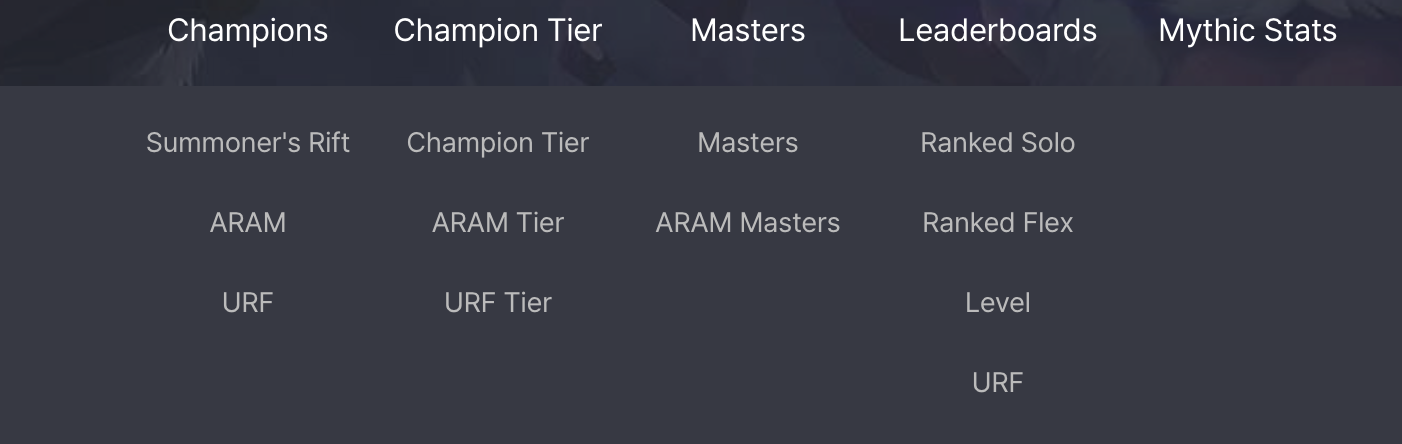 Champions Champion Tier Masters Leaderboards Mythic Stats
Summoner's Rift Champion Tier Masters Ranked Solo
ARAM ARAM Tier ARAM Masters Ranked Flex
URF URF Tier Level
URF